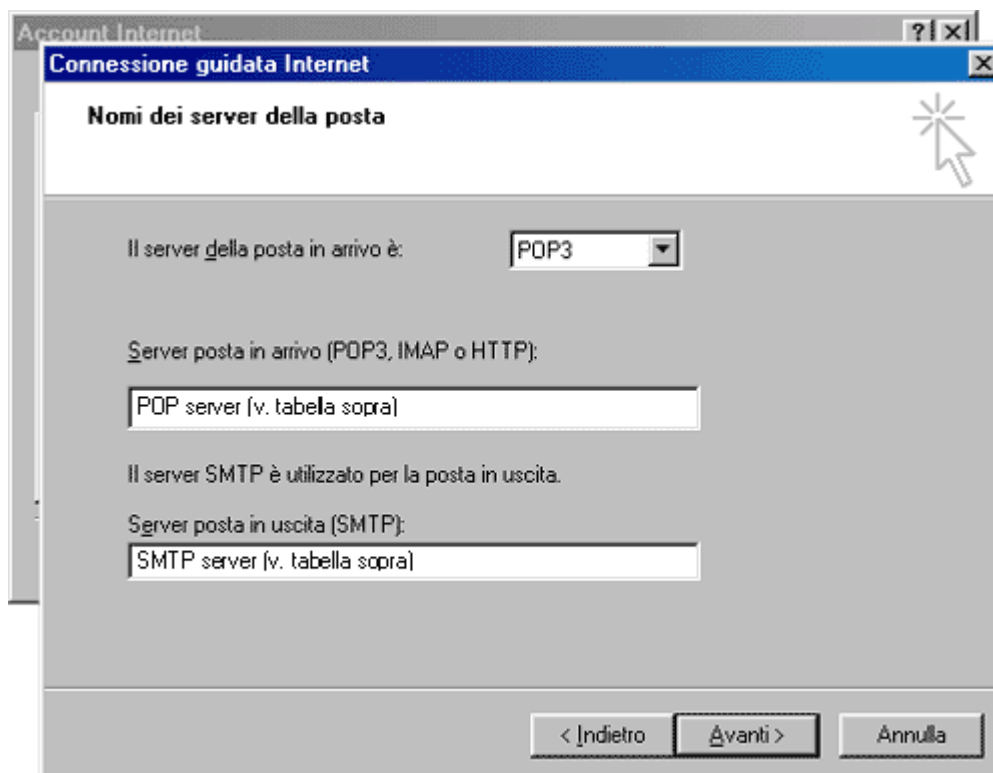 Account Internet
Connessione guidata Internet
Nomi dei server della posta
Il server della posta in arrivo è:
POP3
Server posta in arrivo (POP3, IMAP o HTTP):
POP server (v. tabella sopra)
Il server SMTP è utilizzato per la posta in uscita.
Server posta in uscita (SMTP):
SMTP server (v. tabella sopra)
< Indietro
Avanti >
Annulla